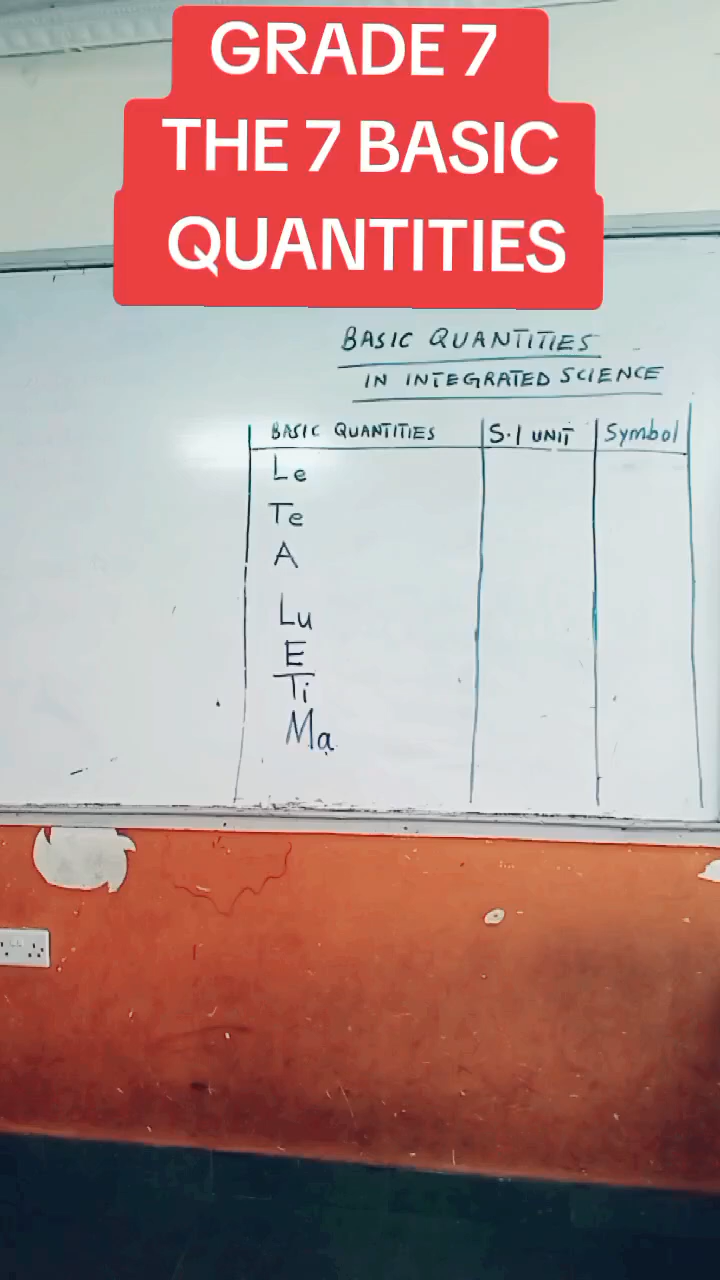 GRADE 7
THE 7 BASIC
QUANTITIES
BASIC QUANTITIES
IN INTEGRATED SCIENCE
BASIC QUANTITIES S.I UNIT Symbol
Le
Te
A
Lu
E
Ti
Ma